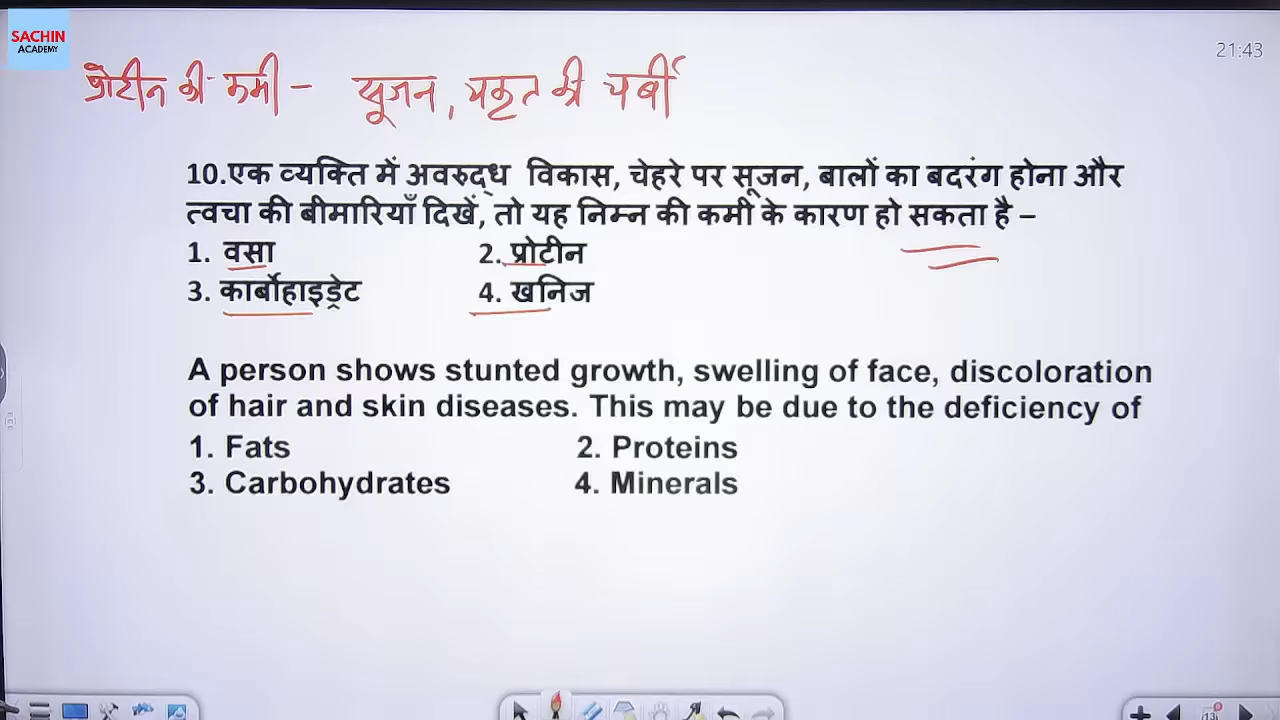 SACHIN
ACADEMY
21:43
प्रोटीन की कमी – सूजन, यकृत की चर्बी
10.एक व्यक्ति में अवरुद्ध विकास, चेहरे पर सूजन, बालों का बदरंग होना और
त्वचा की बीमारियाँ दिखें, तो यह निम्न की कमी के कारण हो सकता है –
1. वसा 2. प्रोटीन
3. कार्बोहाइड्रेट 4. खनिज
A person shows stunted growth, swelling of face, discoloration
of hair and skin diseases. This may be due to the deficiency of
1. Fats 2. Proteins
3. Carbohydrates 4. Minerals